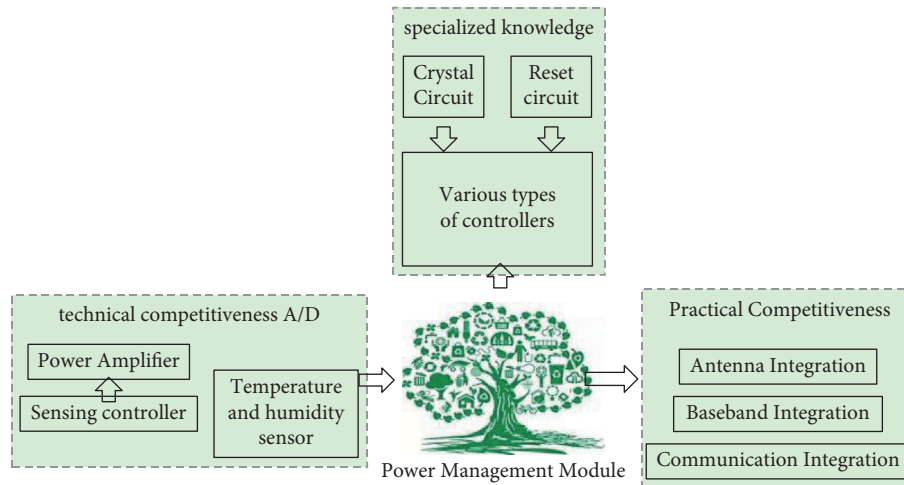 specialized knowledge
Crystal
Circuit
Reset
circuit
Various types
of controllers
technical competitiveness A/D
Power Amplifier
Sensing controller
Temperature
and humidity
sensor
Power Management Module
Practical Competitiveness
Antenna Integration
Baseband Integration
Communication Integration